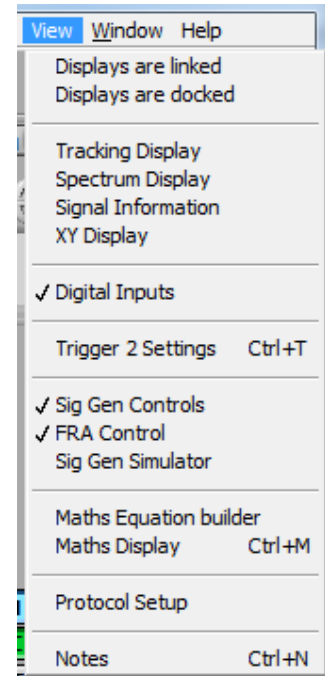 View Window Help
Displays are linked
Displays are docked
Tracking Display
Spectrum Display
Signal Information
XY Display
✓ Digital Inputs
Trigger 2 Settings Ctrl+T
✓ Sig Gen Controls
✓ FRA Control
Sig Gen Simulator
Maths Equation builder
Maths Display Ctrl+M
Protocol Setup
Notes Ctrl+N